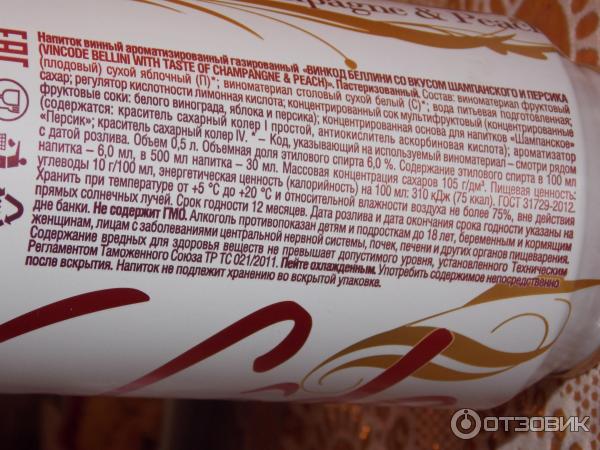 Champagne & Peach
EAC
Напиток винный ароматизированный газированный «ВИНКОД БЕЛЛИНИ СО ВКУСОМ ШАМПАНСКОГО И ПЕРСИКА
(VINCODE BELLINI WITH TASTE OF CHAMPANGNE & PEACH)». Пастеризованный. Состав: виноматериал фруктовый
(плодовый) сухой яблочный (П)*; виноматериал столовый сухой белый (С)*; вода питьевая подготовленная;
сахар; регулятор кислотности лимонная кислота; концентрированный сок мультифруктовый (концентрированные
фруктовые соки: белого винограда, яблока и персика); концентрированная основа для напитков «Шампанское»
(содержатся: краситель сахарный колер I простой, антиокислитель аскорбиновая кислота); ароматизатор
«Персик»; краситель сахарный колер IV. * – Код, указывающий на используемый виноматериал – смотри рядом
с датой розлива. Объем 0,5 л. Объемная доля этилового спирта 6,0 %. Содержание этилового спирта в 100 мл
напитка – 6,0 мл, в 500 мл напитка – 30 мл. Массовая концентрация сахаров 105 г/дм³. Пищевая ценность:
углеводы 10 г/100 мл, энергетическая ценность (калорийность) на 100 мл: 310 кДж (75 ккал). ГОСТ 31729-2012.
Хранить при температуре от +5 °С до +20 °С и относительной влажности воздуха не более 75%, вне действия
прямых солнечных лучей. Срок годности 12 месяцев. Дата розлива и дата окончания срока годности указаны на
дне банки. Не содержит ГМО. Алкоголь противопоказан детям и подросткам до 18 лет, беременным и кормящим
женщинам, лицам с заболеваниями центральной нервной системы, почек, печени и других органов пищеварения.
Содержание вредных для здоровья веществ не превышает допустимого уровня, установленного Техническим
Регламентом Таможенного Союза ТР ТС 021/2011. Пейте охлажденным. Употребить содержимое непосредственно
после вскрытия. Напиток не подлежит хранению во вскрытой упаковке.
ОТЗОВИК